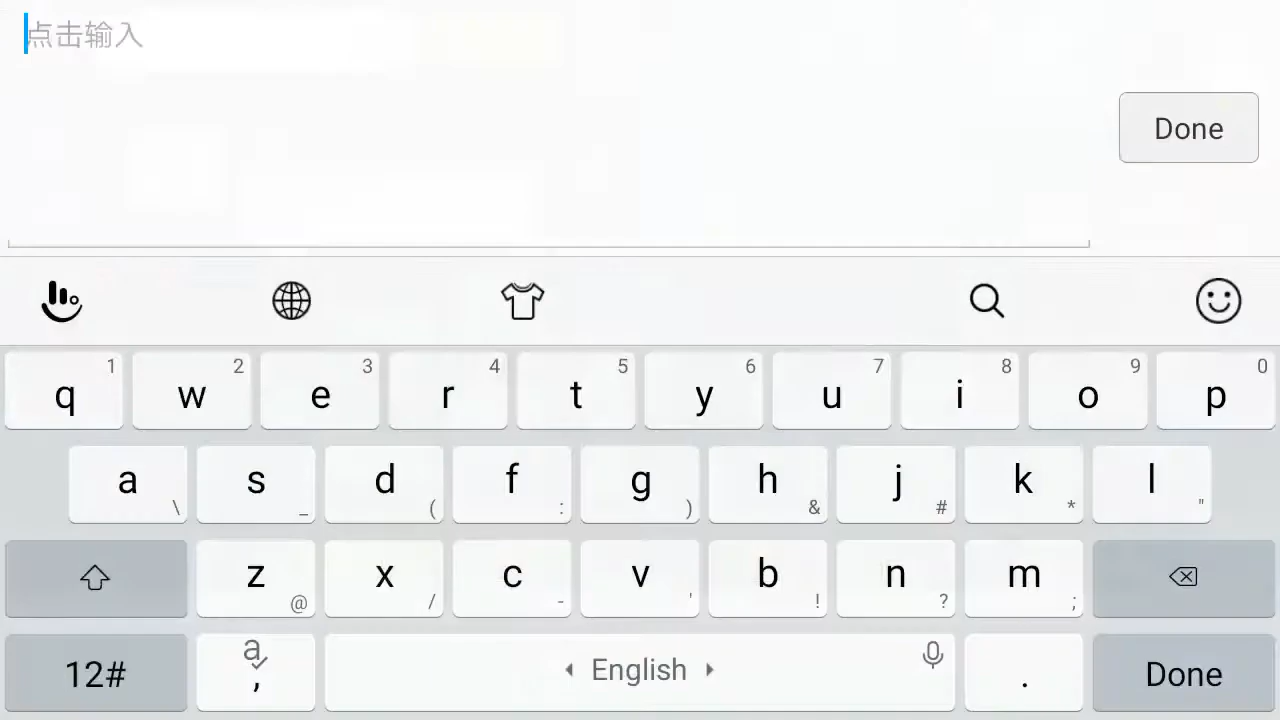 点击输入
Done
1 2 3 4 5 6 7 8 9 0
q w e r t y u i o p
a s d f g h j k l
\ _ ( : ) & # * "
z x c v b n m
@ / - ' ! ? ;
12# a , English . Done